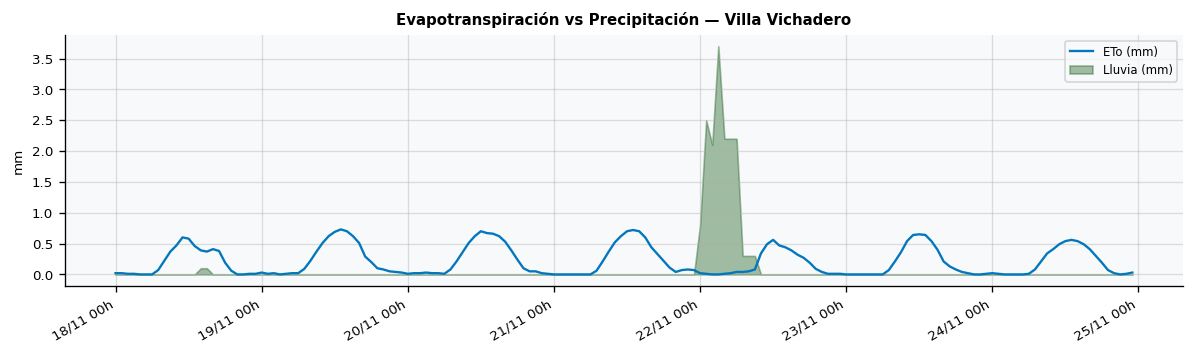 Evapotranspiración vs Precipitación — Villa Vichadero
ETo (mm)
Lluvia (mm)
mm
3.5
3.0
2.5
2.0
1.5
1.0
0.5
0.0
18/11 00h
19/11 00h
20/11 00h
21/11 00h
22/11 00h
23/11 00h
24/11 00h
25/11 00h